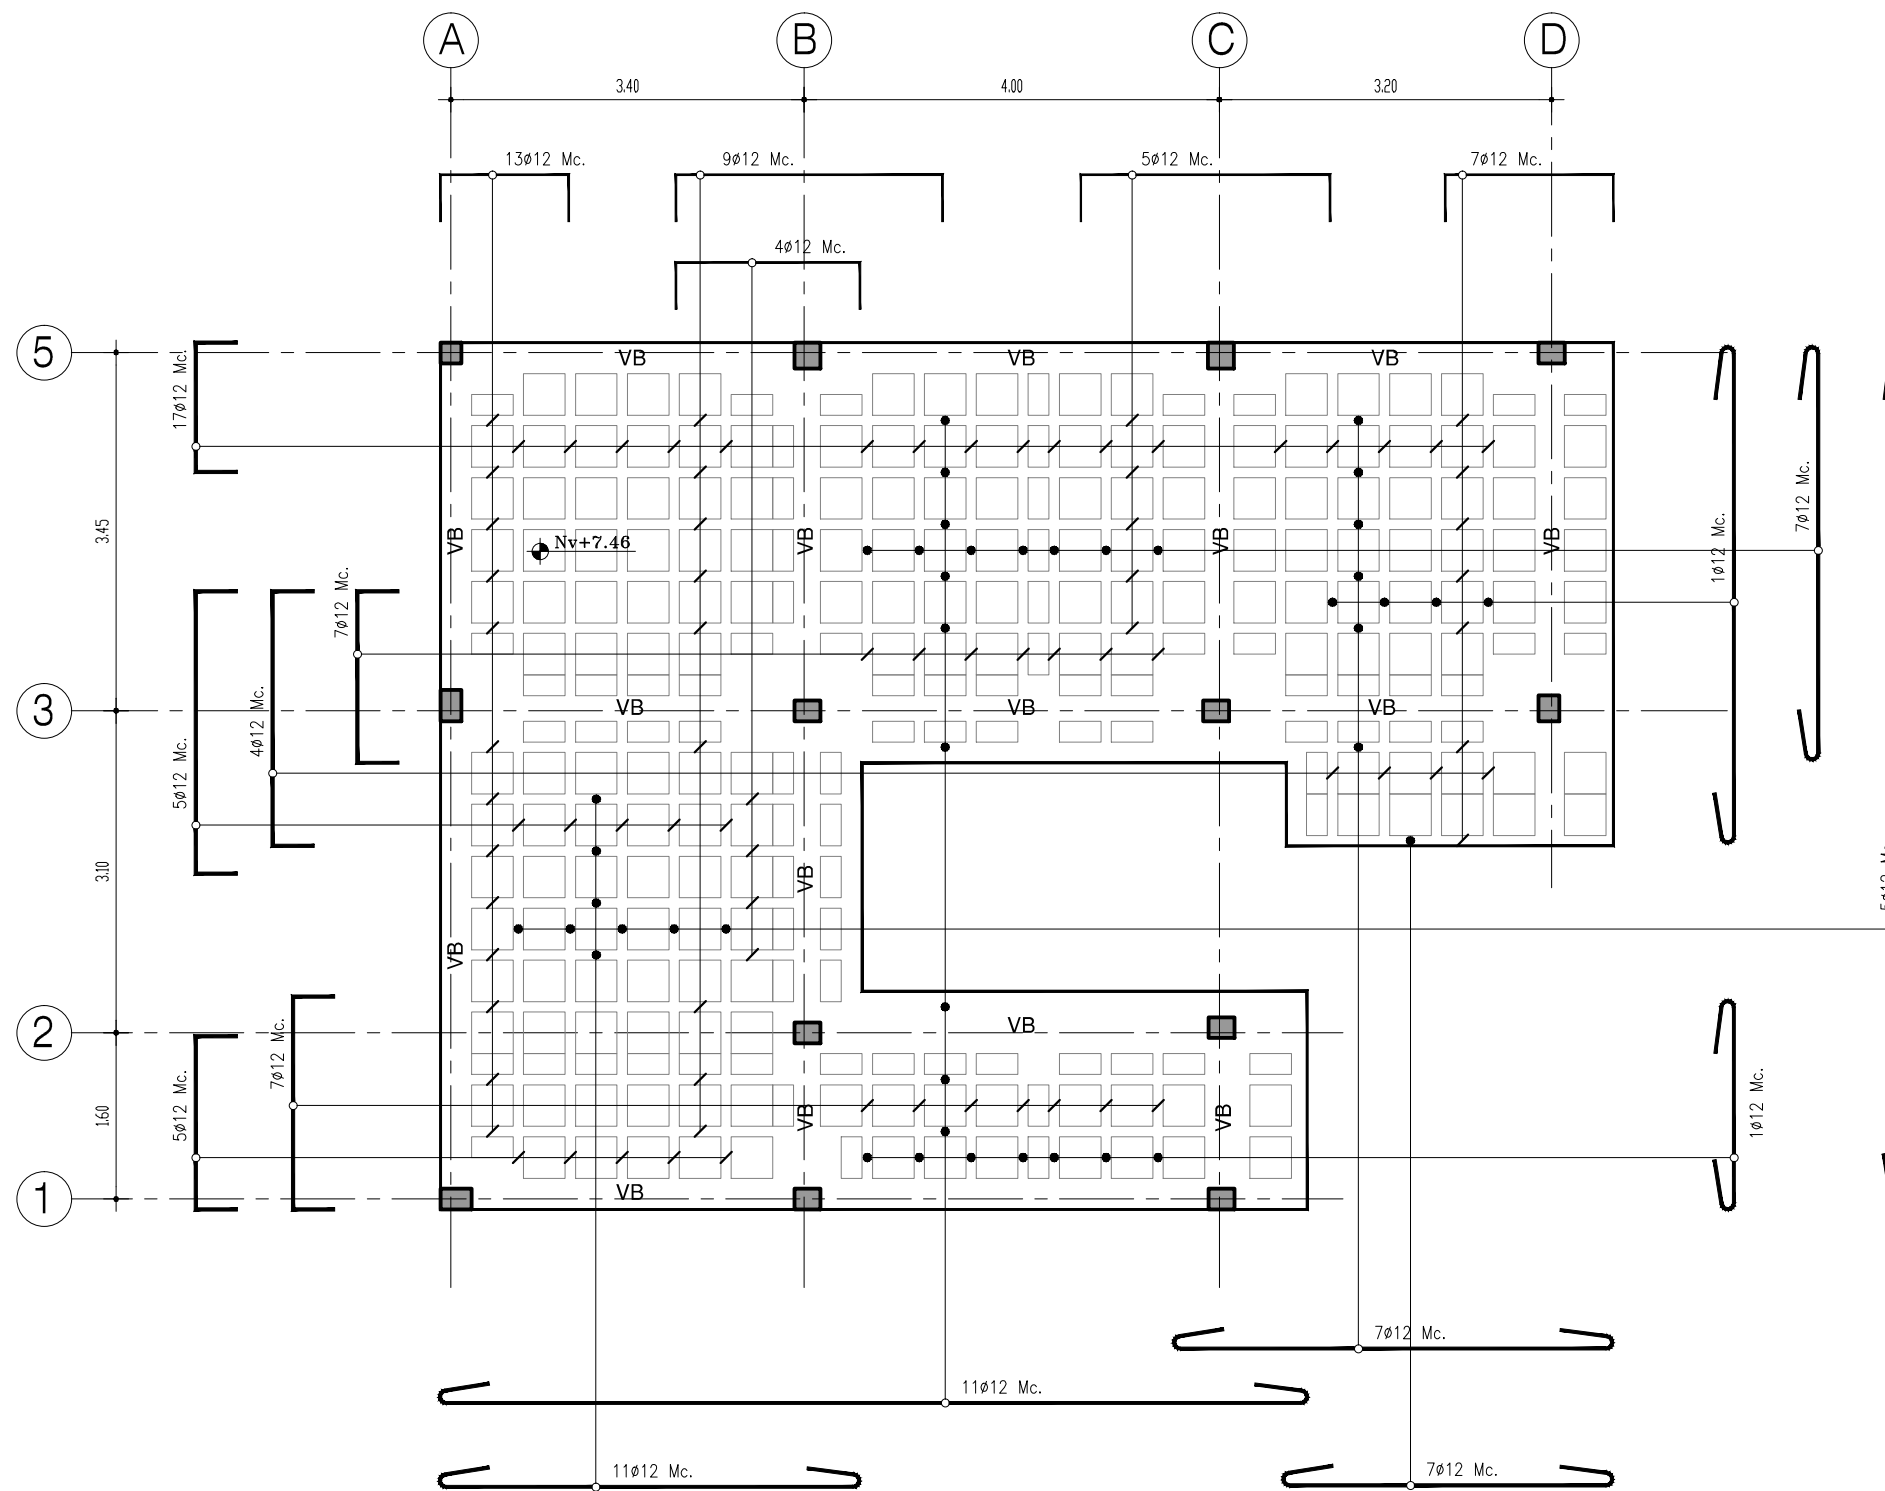 A B C D
3.40 4.00 3.20
13ø12 Mc. 9ø12 Mc. 5ø12 Mc. 7ø12 Mc.
4ø12 Mc.
5
VB VB VB
17ø12 Mc.
3.45
VB VB VB VB
Nv+7.46
1ø12 Mc.
7ø12 Mc.
7ø12 Mc.
3
VB VB VB
4ø12 Mc.
5ø12 Mc.
3.10
VB
VB
2
VB
7ø12 Mc.
5ø12 Mc.
1.60
VB VB
1ø12 Mc.
1
VB
7ø12 Mc.
11ø12 Mc.
11ø12 Mc. 7ø12 Mc.